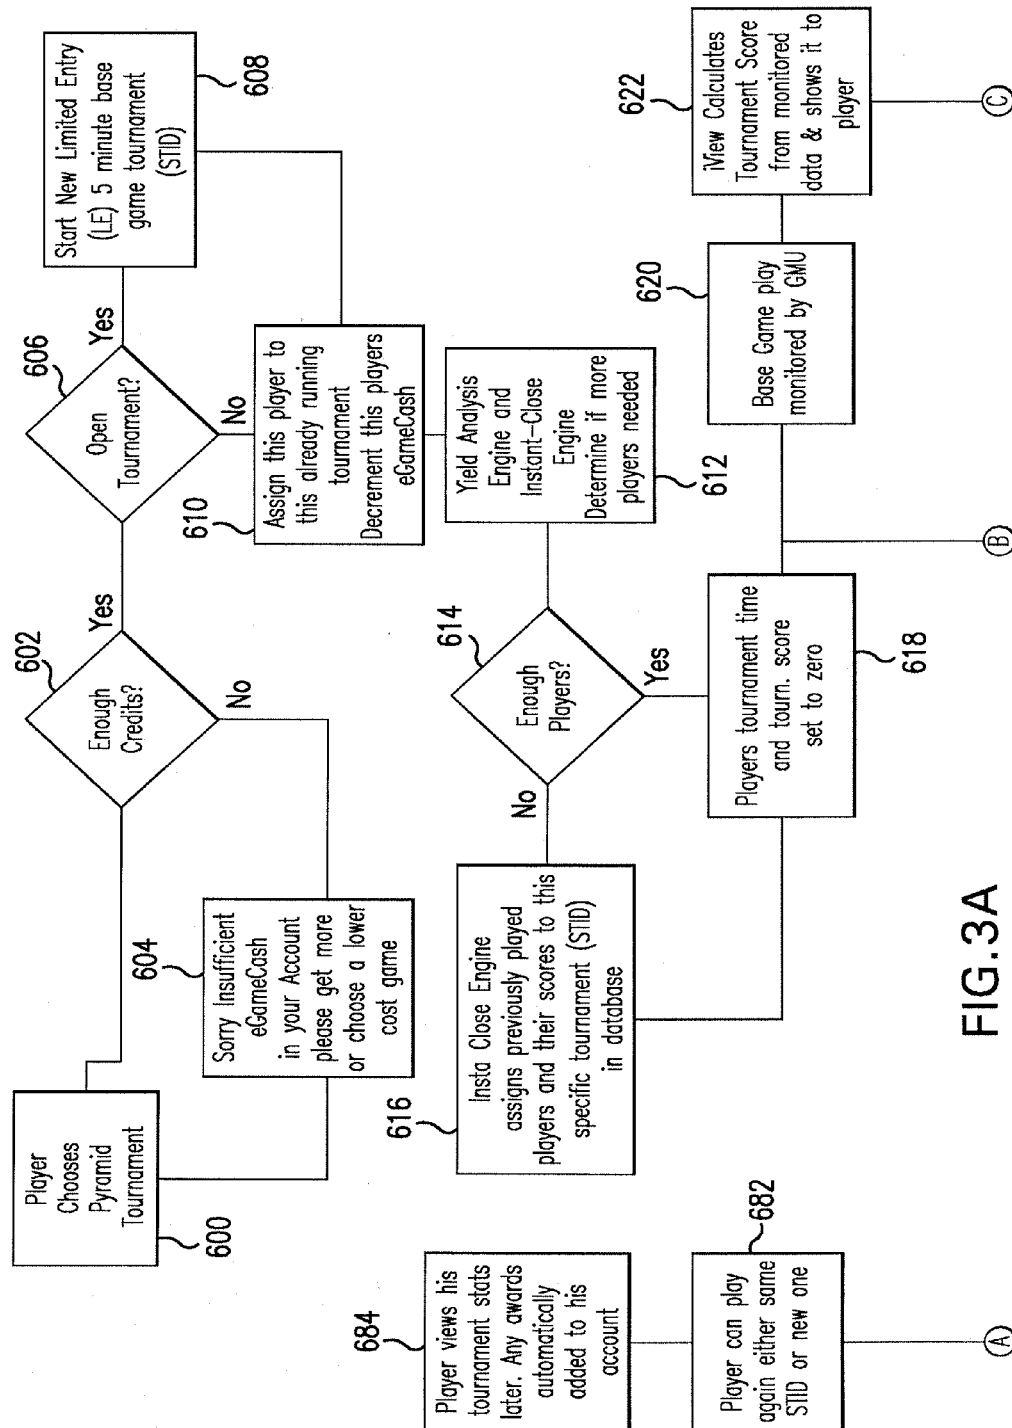 Player
Chooses
Pyramid
Tournament
600
Enough
Credits?
602
Yes
No
Sorry Insufficient
eGameCash
in your Account
please get more
or choose a lower
cost game
604
Open
Tournament?
606
Yes
No
Start New Limited Entry
(LE) 5 minute base
game tournament
(STID)
608
Assign this player to
this already running
tournament
Decrement this players
eGameCash
610
Yield Analysis
Engine and
Instant-Close
Engine
Determine if more
players needed
612
Enough
Players?
614
No
Yes
Insta Close Engine
assigns previously played
players and their scores to this
specific tournament (STID)
in database
616
Players tournament time
and tourn. score
set to zero
618
Base Game play
monitored by GMU
620
iView Calculates
Tournament Score
from monitored
data & shows it to
player
622
Player views his
tournament stats
later. Any awards
automatically
added to his
account
684
Player can play
again either same
STID or new one
682
A
B
C
FIG.3A